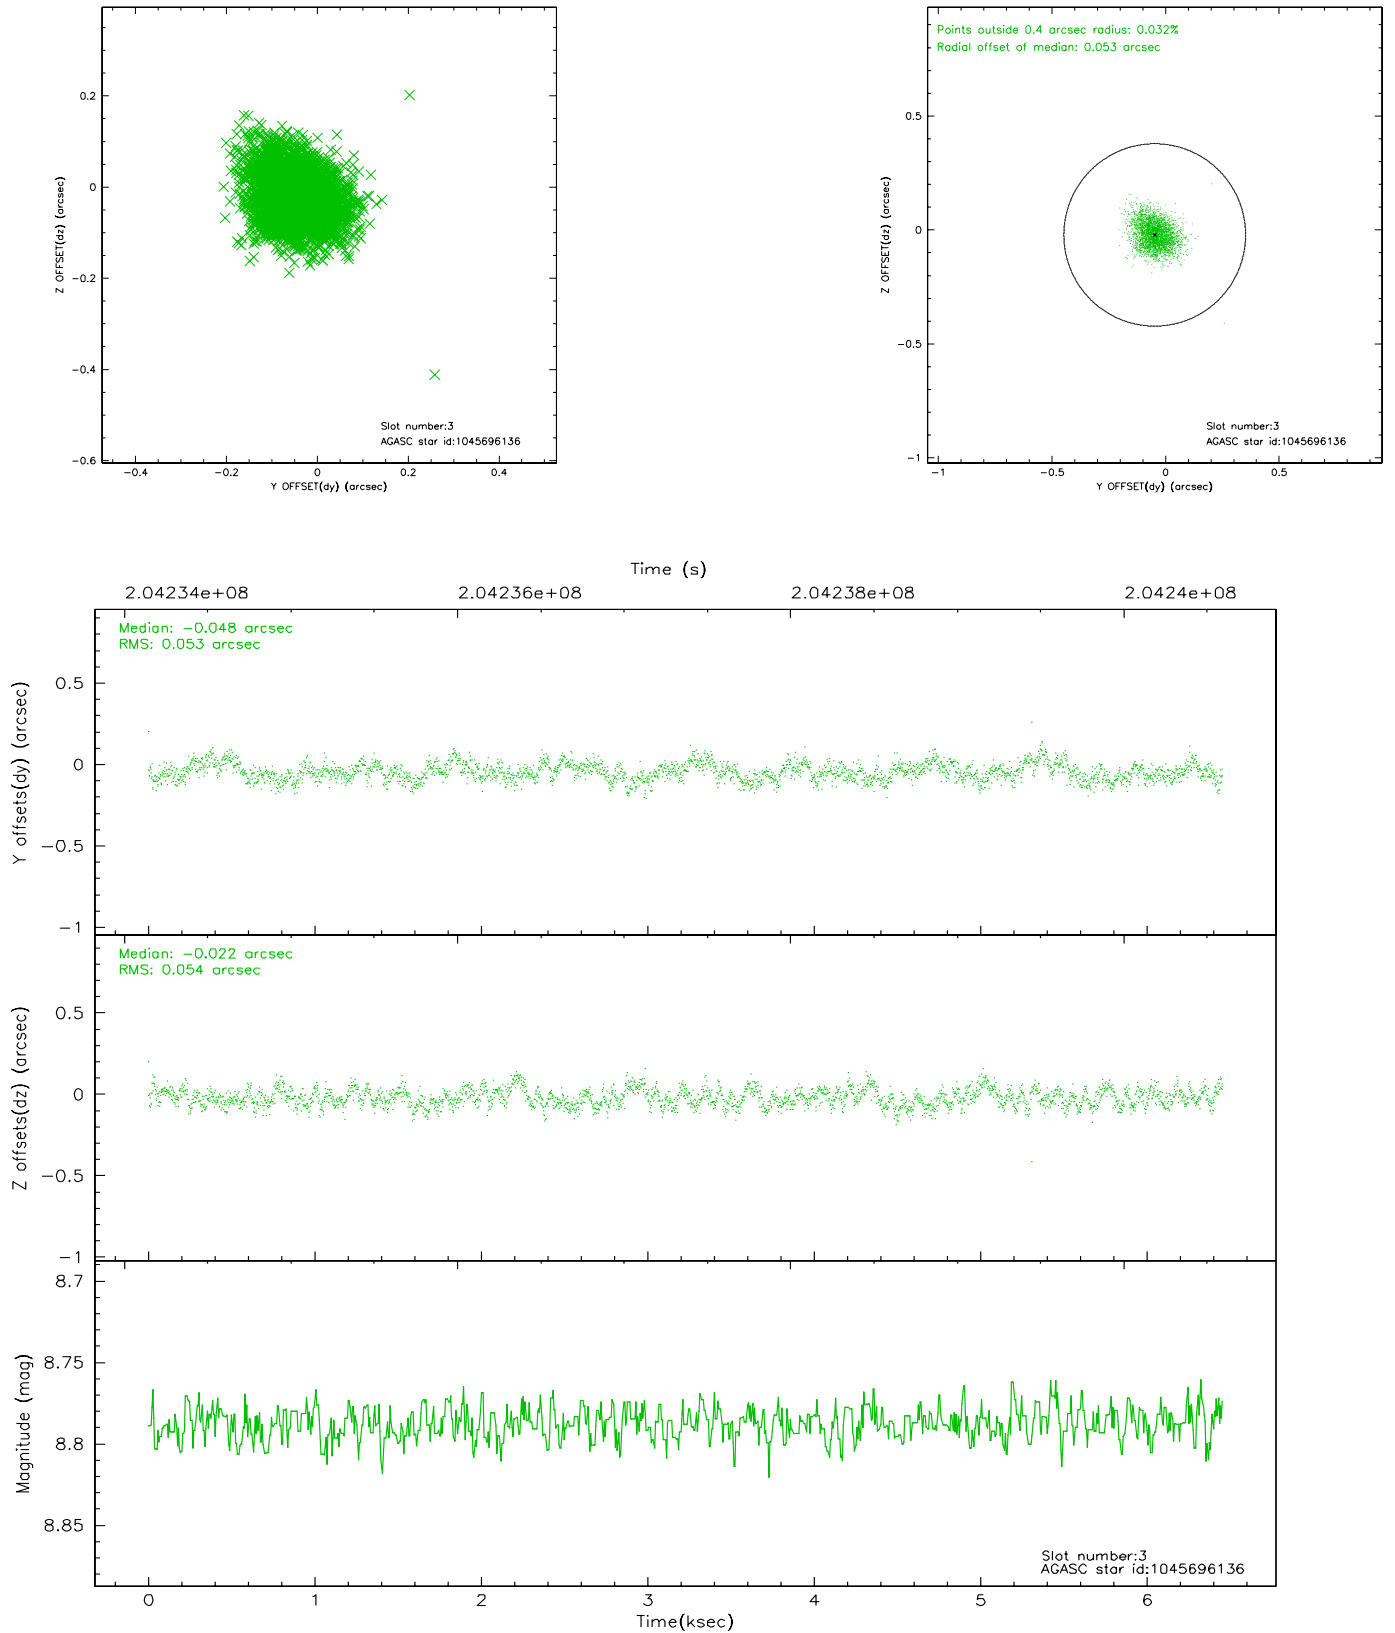 0.2
0
−0.2
−0.4
−0.6
Z OFFSET(dz) (arcsec)
Slot number:3
AGASC star id:1045696136
−0.4 −0.2 0 0.2 0.4
Y OFFSET(dy) (arcsec)
Points outside 0.4 arcsec radius: 0.032%
Radial offset of median: 0.053 arcsec
0.5
0
−0.5
−1
Z OFFSET(dz) (arcsec)
Slot number:3
AGASC star id:1045696136
−1 −0.5 0 0.5
Y OFFSET(dy) (arcsec)
Time (s)
2.04234e+08 2.04236e+08 2.04238e+08 2.0424e+08
Median: −0.048 arcsec
RMS: 0.053 arcsec
0.5
0
−0.5
−1
Y offsets(dy) (arcsec)
Median: −0.022 arcsec
RMS: 0.054 arcsec
0.5
0
−0.5
−1
Z offsets(dz) (arcsec)
8.7
8.75
8.8
8.85
Magnitude (mag)
Slot number:3
AGASC star id:1045696136
0 1 2 3 4 5 6
Time(ksec)